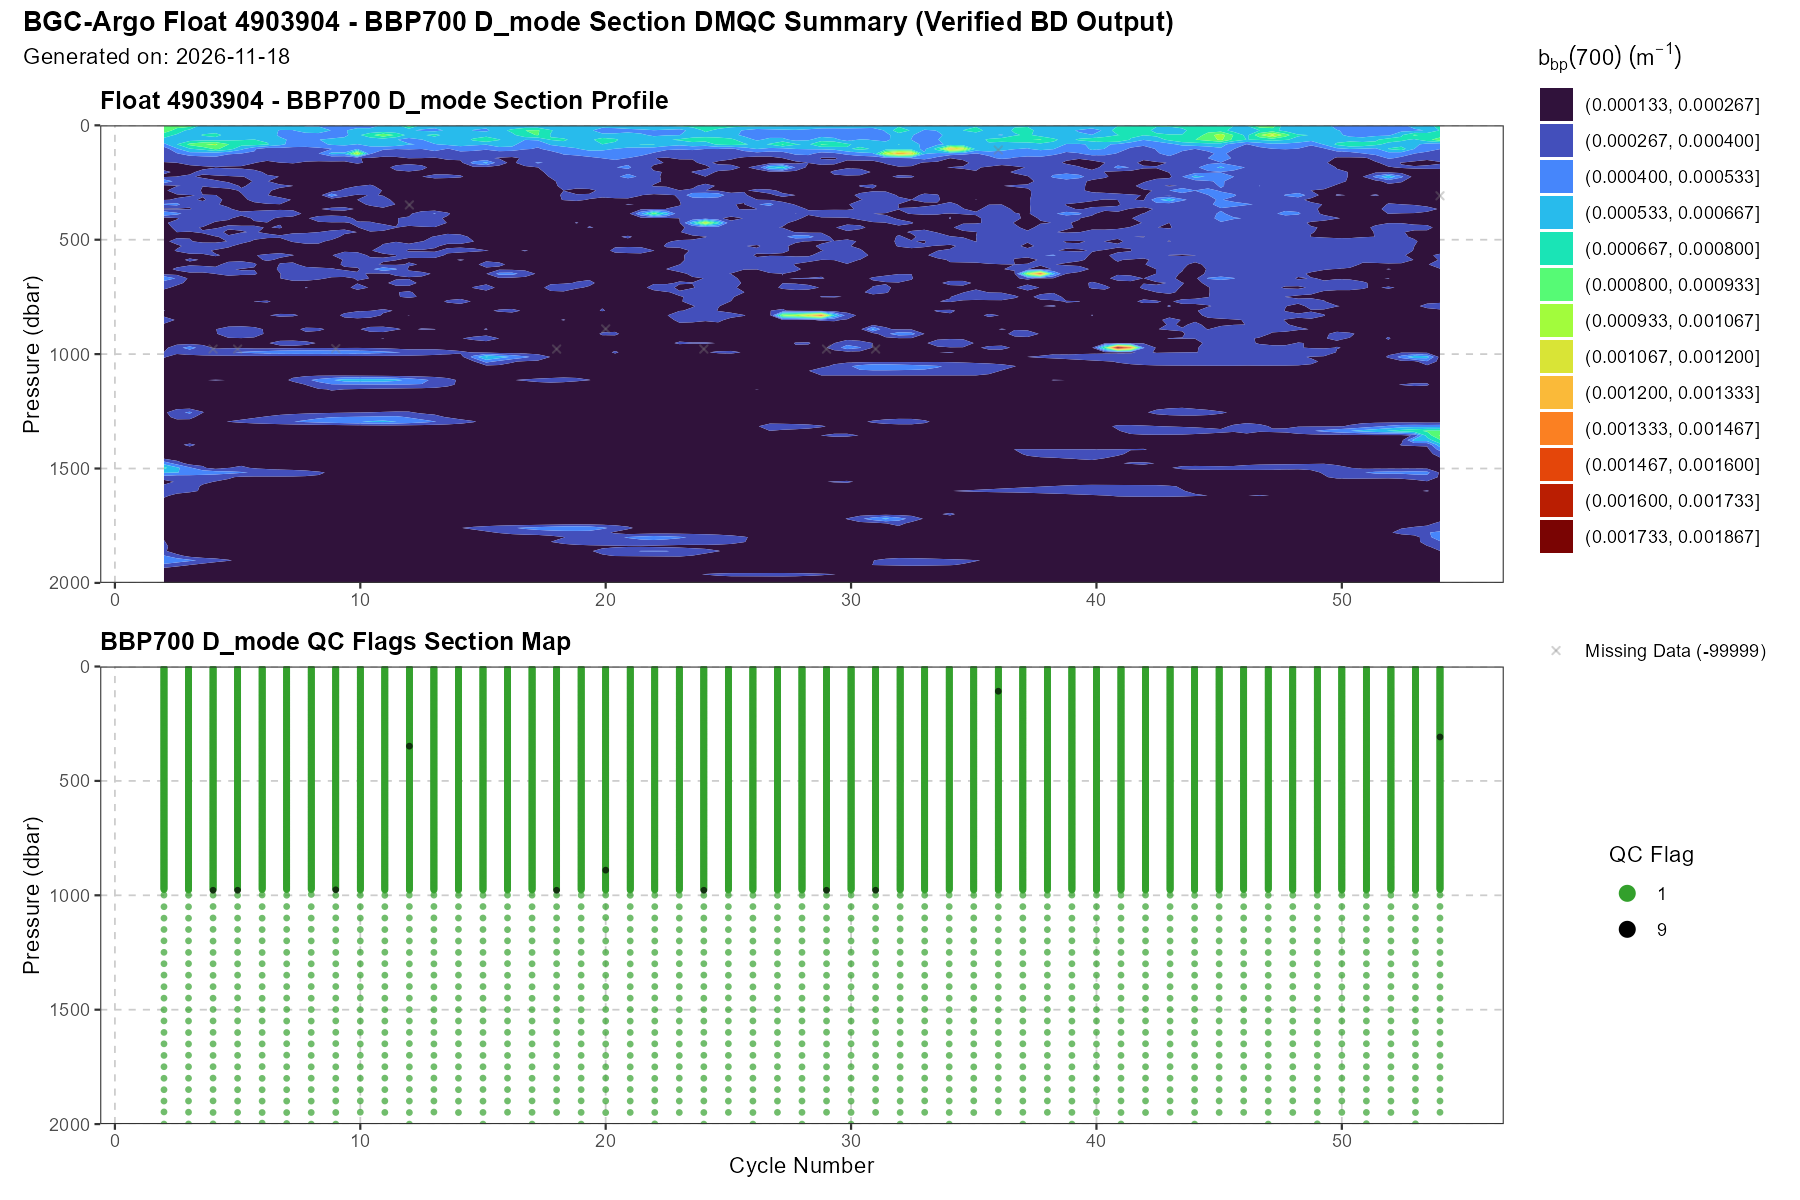 BGC-Argo Float 4903904 - BBP700 D_mode Section DMQC Summary (Verified BD Output)
Generated on: 2026-11-18
Float 4903904 - BBP700 D_mode Section Profile
Pressure (dbar)
0
500
1000
1500
2000
0 10 20 30 40 50
b_bp(700) (m⁻¹)
(0.000133, 0.000267]
(0.000267, 0.000400]
(0.000400, 0.000533]
(0.000533, 0.000667]
(0.000667, 0.000800]
(0.000800, 0.000933]
(0.000933, 0.001067]
(0.001067, 0.001200]
(0.001200, 0.001333]
(0.001333, 0.001467]
(0.001467, 0.001600]
(0.001600, 0.001733]
(0.001733, 0.001867]
BBP700 D_mode QC Flags Section Map
Pressure (dbar)
0
500
1000
1500
2000
0 10 20 30 40 50
Cycle Number
Missing Data (-99999)
QC Flag
1
9